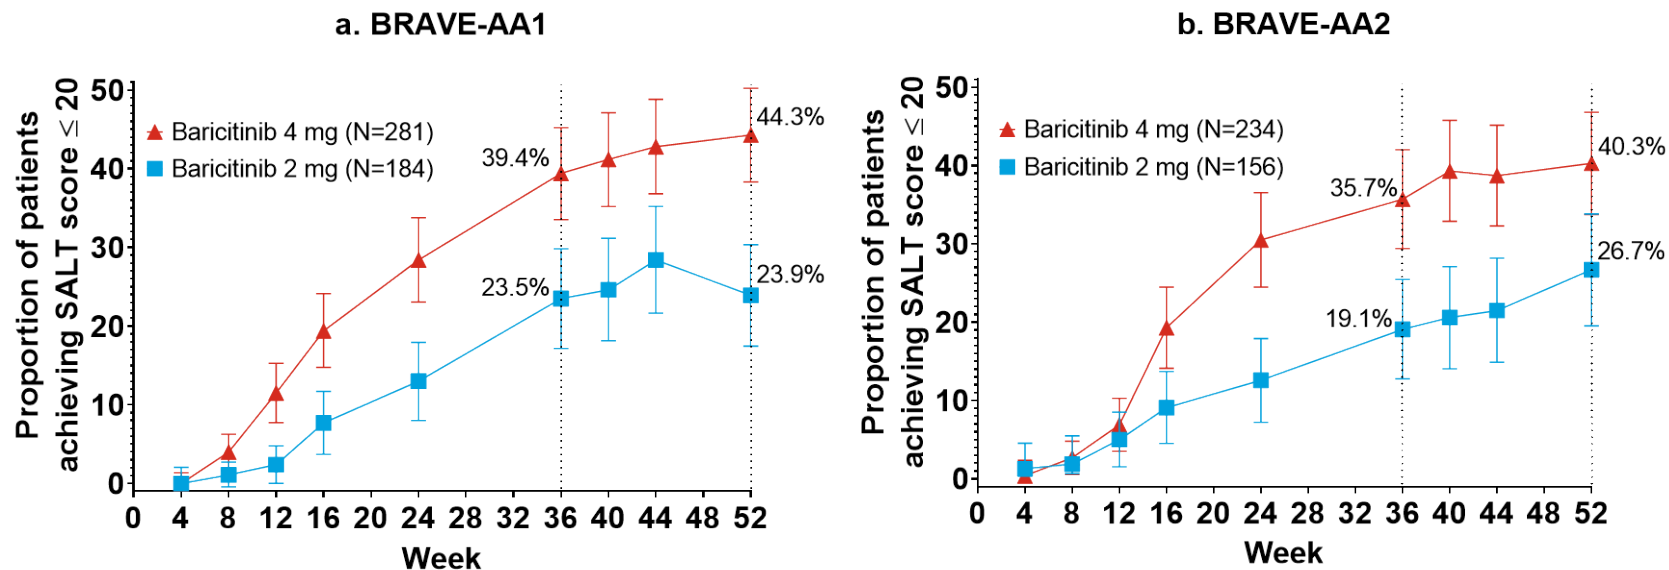 a. BRAVE-AA1
Proportion of patients
achieving SALT score ≤ 20
50
40
30
20
10
0
Baricitinib 4 mg (N=281)
Baricitinib 2 mg (N=184)
39.4%
44.3%
23.5%
23.9%
0 4 8 12 16 20 24 28 32 36 40 44 48 52
Week
b. BRAVE-AA2
Proportion of patients
achieving SALT score ≤ 20
50
40
30
20
10
0
Baricitinib 4 mg (N=234)
Baricitinib 2 mg (N=156)
35.7%
40.3%
19.1%
26.7%
0 4 8 12 16 20 24 28 32 36 40 44 48 52
Week